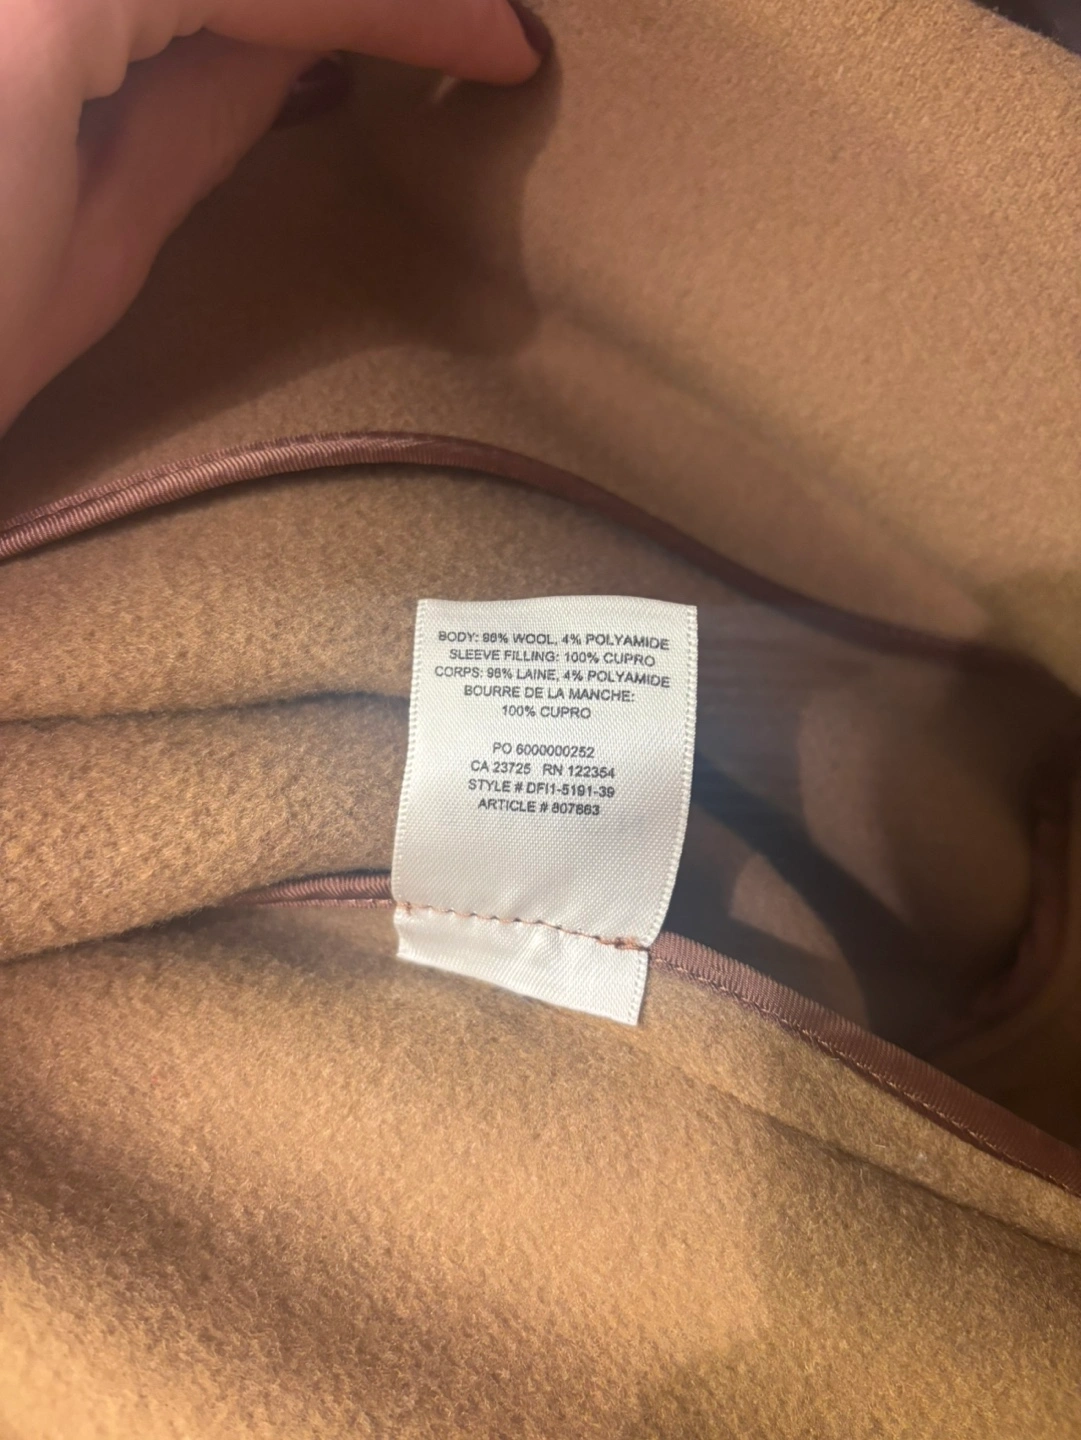 BODY: 96% WOOL, 4% POLYAMIDE
SLEEVE FILLING: 100% CUPRO
CORPS: 96% LAINE, 4% POLYAMIDE
BOURRE DE LA MANCHE:
100% CUPRO
PO 6000000252
CA 23725 RN 122354
STYLE # DFI1-5191-39
ARTICLE # 807863